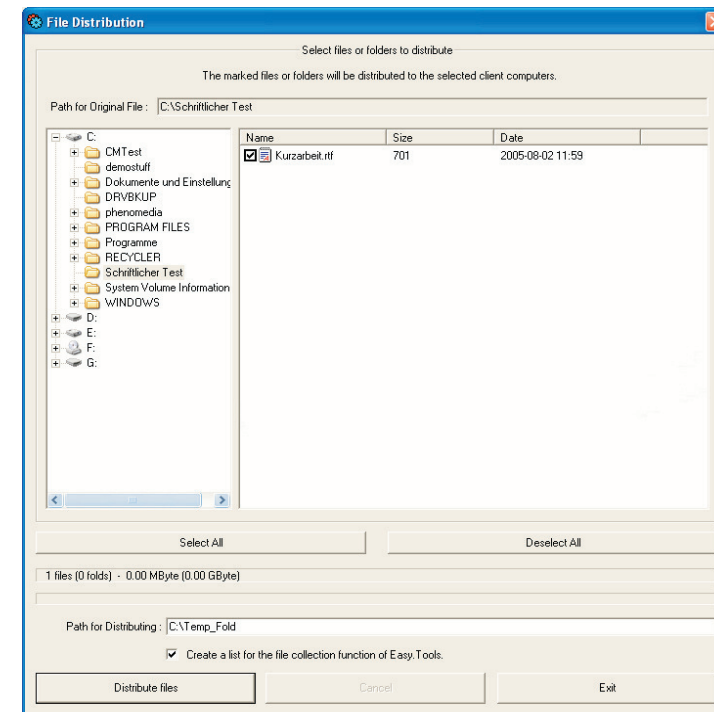 File Distribution
Select files or folders to distribute
The marked files or folders will be distributed to the selected client computers.
Path for Original File : C:\Schriftlicher Test
C:
CMTest
demostuff
Dokumente und Einstellung
DRVBKUP
phenomedia
PROGRAM FILES
Programme
RECYCLER
Schriftlicher Test
System Volume Information
WINDOWS
D:
E:
F:
G:
Name Size Date
Kurzarbeit.rtf 701 2005-08-02 11:59
Select All Deselect All
1 files (0 folds) - 0.00 MByte (0.00 GByte)
Path for Distributing : C:\Temp_Fold
Create a list for the file collection function of Easy.Tools.
Distribute files Cancel Exit